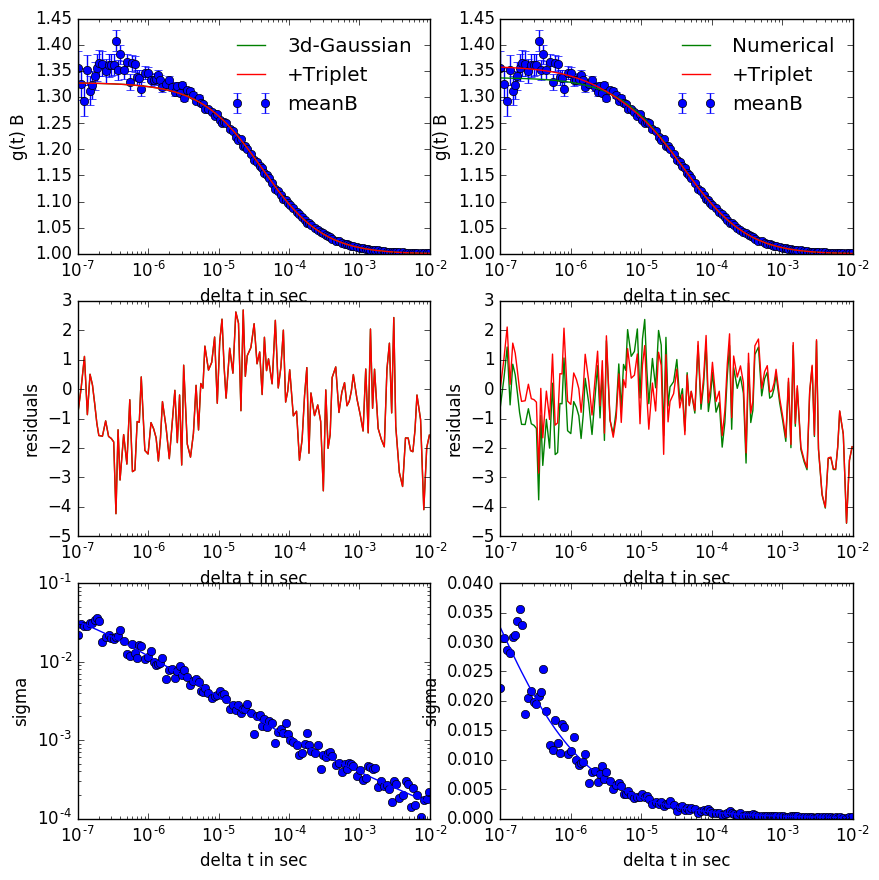 1.45
1.40
1.35
1.30
1.25
1.20
1.15
1.10
1.05
1.00
g(t) B
3d-Gaussian
+Triplet
meanB
10^-7 10^-6 10^-5 10^-4 10^-3 10^-2
delta t in sec
1.45
1.40
1.35
1.30
1.25
1.20
1.15
1.10
1.05
1.00
g(t) B
Numerical
+Triplet
meanB
10^-7 10^-6 10^-5 10^-4 10^-3 10^-2
delta t in sec
3
2
1
0
−1
−2
−3
−4
−5
residuals
10^-7 10^-6 10^-5 10^-4 10^-3 10^-2
delta t in sec
3
2
1
0
−1
−2
−3
−4
−5
residuals
10^-7 10^-6 10^-5 10^-4 10^-3 10^-2
delta t in sec
10^-1
10^-2
10^-3
10^-4
sigma
10^-7 10^-6 10^-5 10^-4 10^-3 10^-2
delta t in sec
0.040
0.035
0.030
0.025
0.020
0.015
0.010
0.005
0.000
sigma
10^-7 10^-6 10^-5 10^-4 10^-3 10^-2
delta t in sec